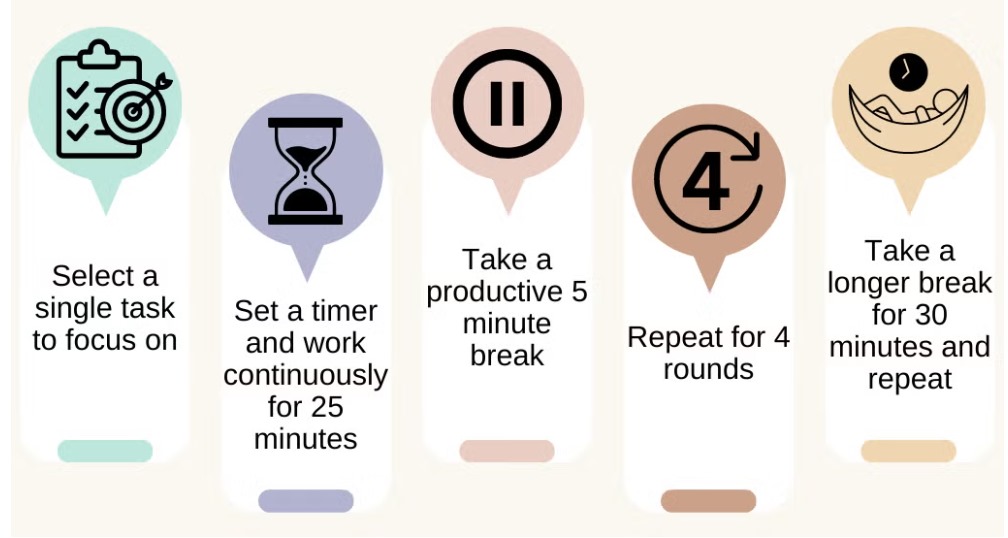 Select a
single task
to focus on
Set a timer
and work
continuously
for 25
minutes
Take a
productive 5
minute
break
4
Repeat for 4
rounds
Take a
longer break
for 30
minutes and
repeat